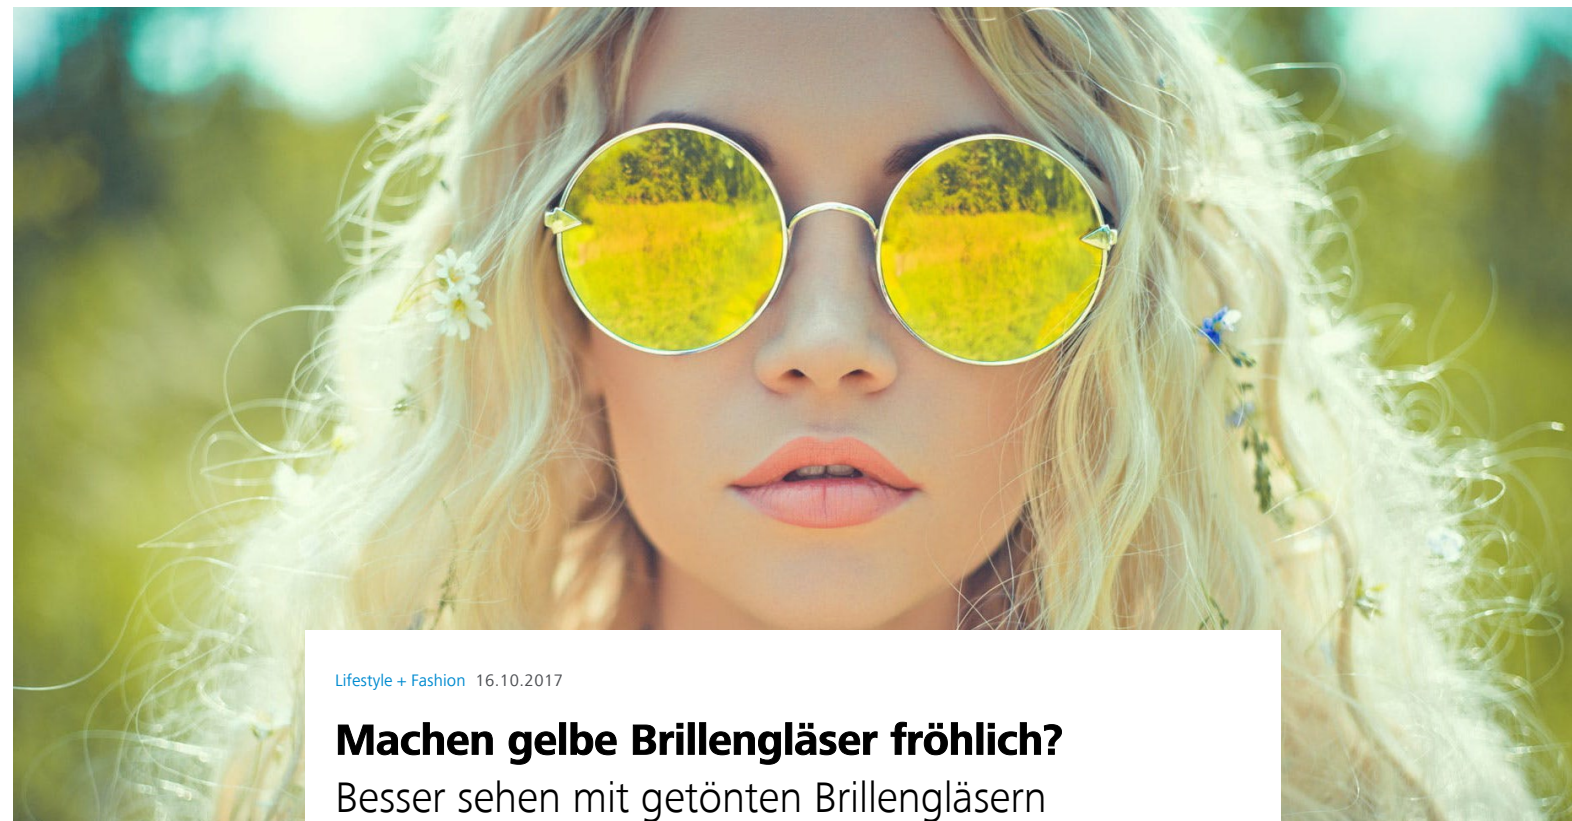 Lifestyle + Fashion 16.10.2017
Machen gelbe Brillengläser fröhlich?
Besser sehen mit getönten Brillengläsern